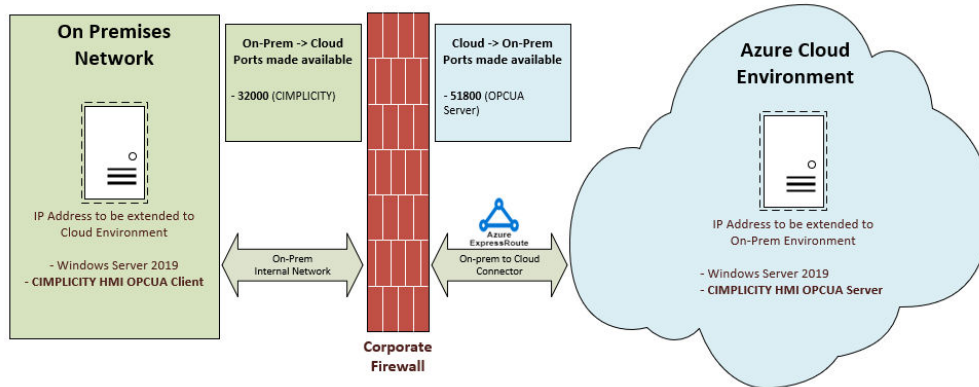 On Premises
Network
IP Address to be extended to
Cloud Environment
- Windows Server 2019
- CIMPLICITY HMI OPCUA Client
On-Prem -> Cloud
Ports made available
- 32000 (CIMPLICITY)
On-Prem
Internal Network
Corporate
Firewall
Cloud -> On-Prem
Ports made available
- 51800 (OPCUA
Server)
Azure
ExpressRoute
On-prem to Cloud
Connector
Azure Cloud
Environment
IP Address to be extended to
On-Prem Environment
- Windows Server 2019
- CIMPLICITY HMI OPCUA Server